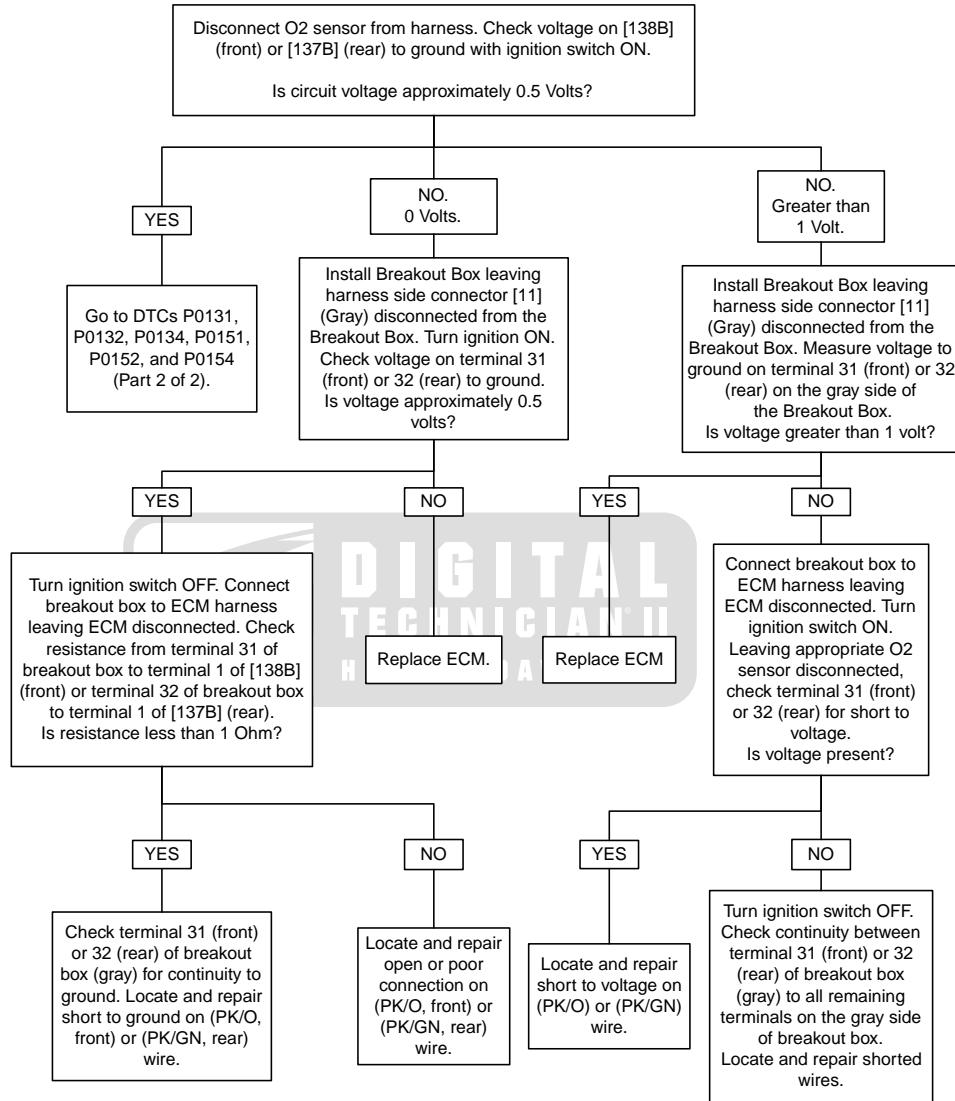 Disconnect O2 sensor from harness. Check voltage on [138B]
(front) or [137B] (rear) to ground with ignition switch ON.
Is circuit voltage approximately 0.5 Volts?
YES
NO.
0 Volts.
NO.
Greater than
1 Volt.
Go to DTCs P0131,
P0132, P0134, P0151,
P0152, and P0154
(Part 2 of 2).
Install Breakout Box leaving
harness side connector [11]
(Gray) disconnected from the
Breakout Box. Turn ignition ON.
Check voltage on terminal 31
(front) or 32 (rear) to ground.
Is voltage approximately 0.5
volts?
Install Breakout Box leaving
harness side connector [11]
(Gray) disconnected from the
Breakout Box. Measure voltage to
ground on terminal 31 (front) or 32
(rear) on the gray side of
the Breakout Box.
Is voltage greater than 1 volt?
YES
NO
YES
NO
DIGITAL
TECHNICIAN II
Turn ignition switch OFF. Connect
breakout box to ECM harness
leaving ECM disconnected. Check
resistance from terminal 31 of
breakout box to terminal 1 of [138B]
(front) or terminal 32 of breakout box
to terminal 1 of [137B] (rear).
Is resistance less than 1 Ohm?
Replace ECM.
Replace ECM
Connect breakout box to
ECM harness leaving
ECM disconnected. Turn
ignition switch ON.
Leaving appropriate O2
sensor disconnected,
check terminal 31 (front)
or 32 (rear) for short to
voltage.
Is voltage present?
YES
NO
YES
NO
Check terminal 31 (front)
or 32 (rear) of breakout
box (gray) for continuity to
ground. Locate and repair
short to ground on (PK/O,
front) or (PK/GN, rear)
wire.
Locate and repair
open or poor
connection on
(PK/O, front) or
(PK/GN, rear)
wire.
Locate and repair
short to voltage on
(PK/O) or (PK/GN)
wire.
Turn ignition switch OFF.
Check continuity between
terminal 31 (front) or 32
(rear) of breakout box
(gray) to all remaining
terminals on the gray side
of breakout box.
Locate and repair shorted
wires.